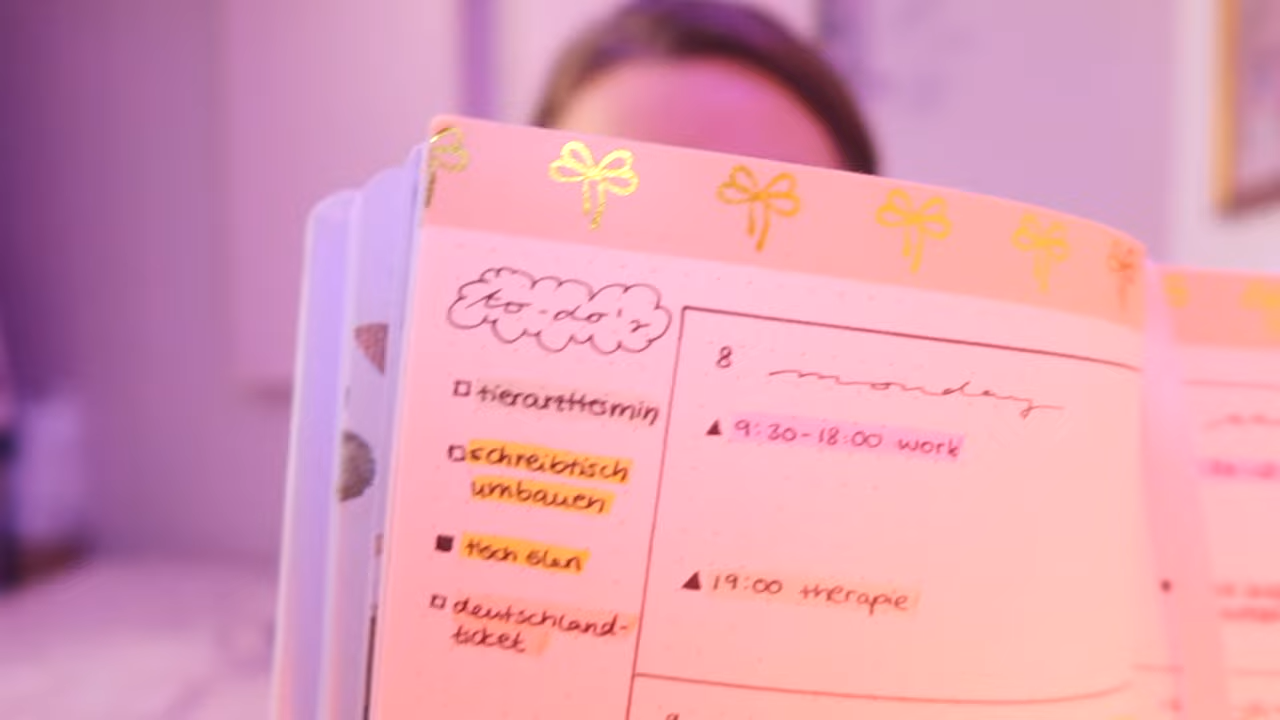 to-do's
tierarzttermin
schreibtisch
umbauen
tisch ölen
deutschland-
ticket
8 monday
9:30-18:00 work
19:00 therapie
9